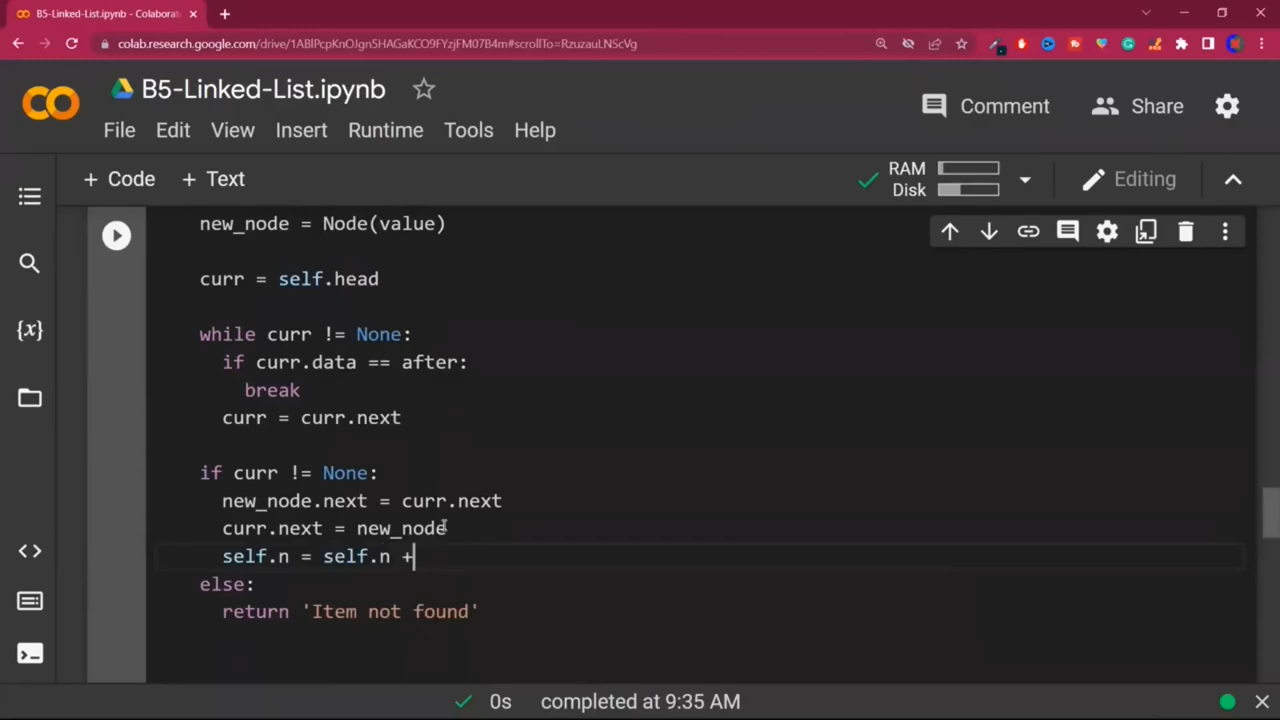 B5-Linked-List.ipynb - Colaborat
colab.research.google.com/drive/1ABlPcpKnOJgn5HAGaKCO9FYzjFM07B4m#scrollTo=RzuzauLNScVg
B5-Linked-List.ipynb
Comment
Share
File Edit View Insert Runtime Tools Help
+ Code + Text
RAM
Disk
Editing
new_node = Node(value)
curr = self.head
while curr != None:
if curr.data == after:
break
curr = curr.next
if curr != None:
new_node.next = curr.next
curr.next = new_node
self.n = self.n +
else:
return 'Item not found'
{x}
0s completed at 9:35 AM